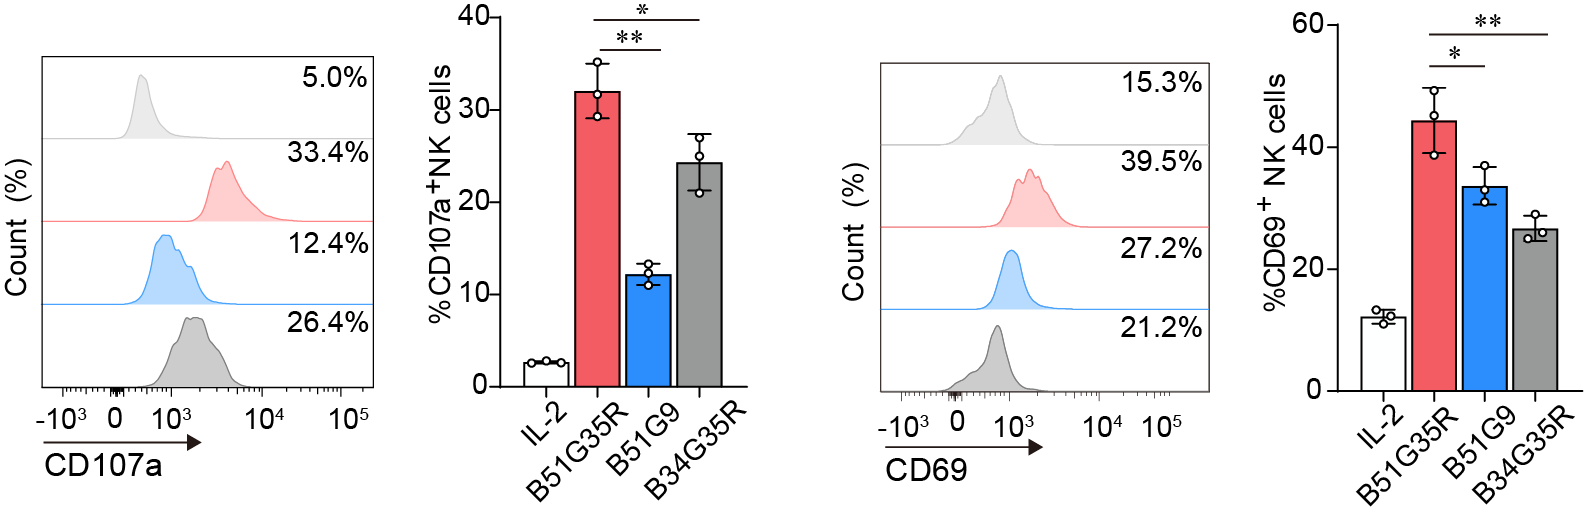 5.0%
33.4%
12.4%
26.4%
Count (%)
-10³ 0 10³ 10⁴ 10⁵
CD107a
% CD107a⁺NK cells
40
30
20
10
0
*
**
IL-2
B51G35R
B51G9
B34G35R
15.3%
39.5%
27.2%
21.2%
Count (%)
-10³ 0 10³ 10⁴ 10⁵
CD69
%CD69⁺ NK cells
60
40
20
0
**
*
IL-2
B51G35R
B51G9
B34G35R